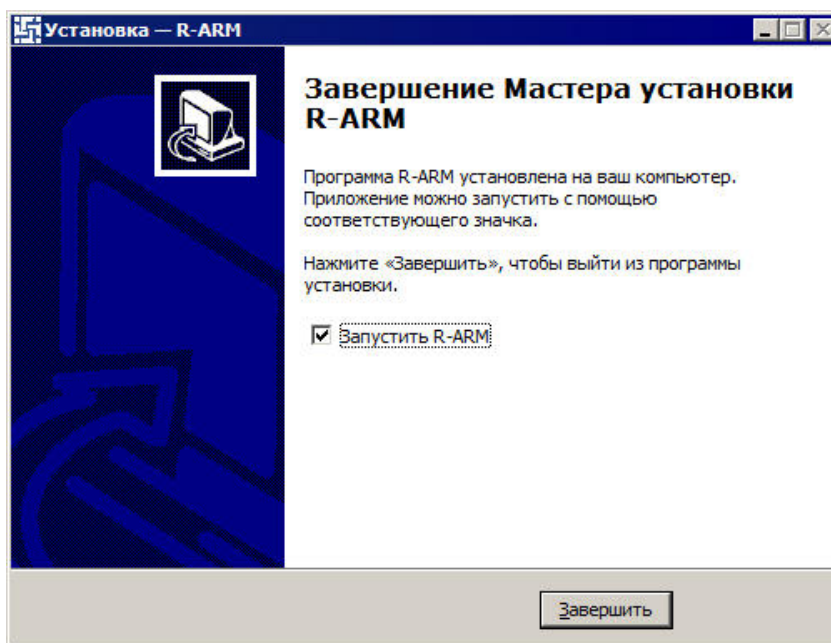 Установка — R-ARM
Завершение Мастера установки
R-ARM
Программа R-ARM установлена на ваш компьютер.
Приложение можно запустить с помощью
соответствующего значка.
Нажмите «Завершить», чтобы выйти из программы
установки.
Запустить R-ARM
Завершить